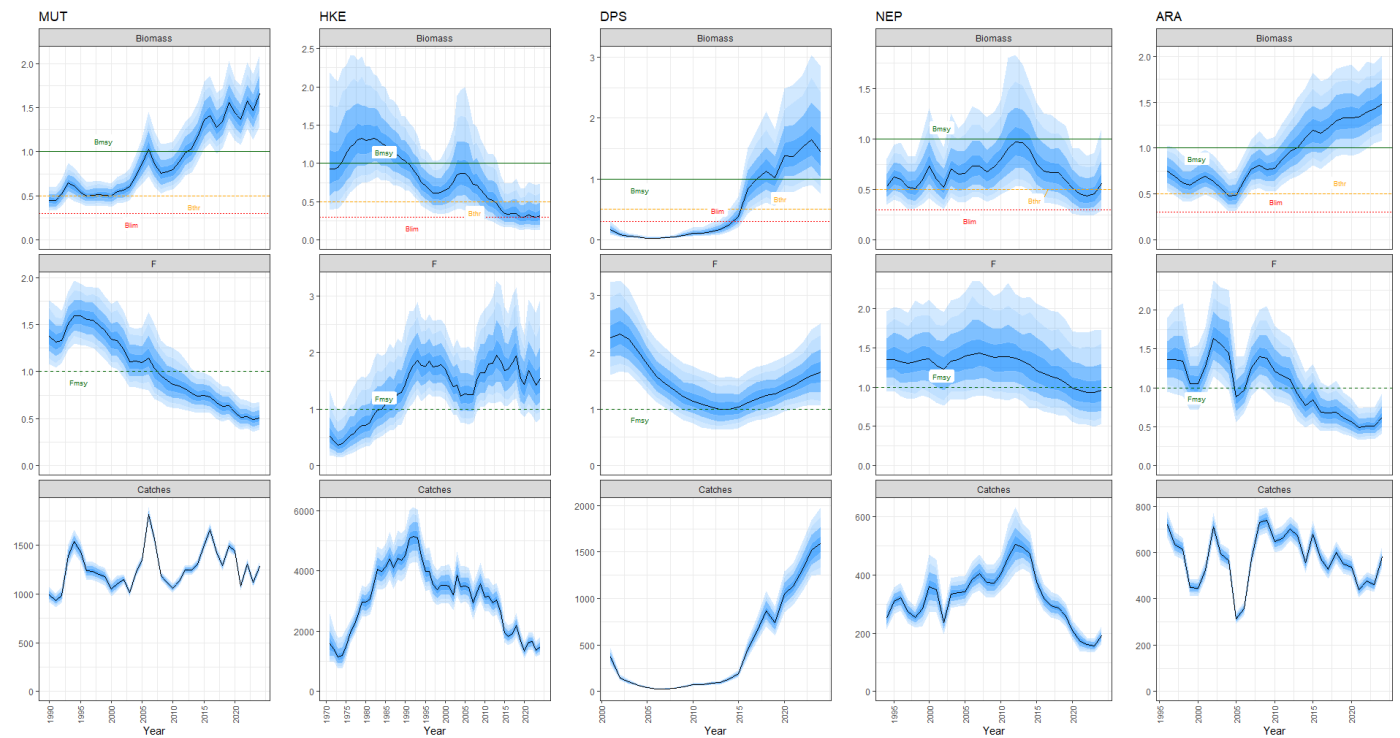 MUT HKE DPS NEP ARA
Biomass Biomass Biomass Biomass Biomass
2.0
1.5
1.0
0.5
0.0
Bmsy
Bthr
Blim
2.5
2.0
1.5
1.0
0.5
0.0
Bmsy
Bthr
Blim
3
2
1
0
Bmsy
Blim
Bthr
1.5
1.0
0.5
0.0
Bmsy
Bthr
Blim
2.0
1.5
1.0
0.5
0.0
Bmsy
Bthr
Blim
F F F F F
2.0
1.5
1.0
0.5
0.0
Fmsy
3
2
1
0
Fmsy
3
2
1
0
Fmsy
2.0
1.5
1.0
0.5
0.0
Fmsy
2.0
1.5
1.0
0.5
0.0
Fmsy
Catches Catches Catches Catches Catches
1500
1000
500
0
6000
4000
2000
0
2000
1500
1000
500
0
600
400
200
0
800
600
400
200
0
1990 1995 2000 2005 2010 2015 2020
1970 1975 1980 1985 1990 1995 2000 2005 2010 2015 2020
2000 2005 2010 2015 2020
1995 2000 2005 2010 2015 2020
1995 2000 2005 2010 2015 2020
Year Year Year Year Year